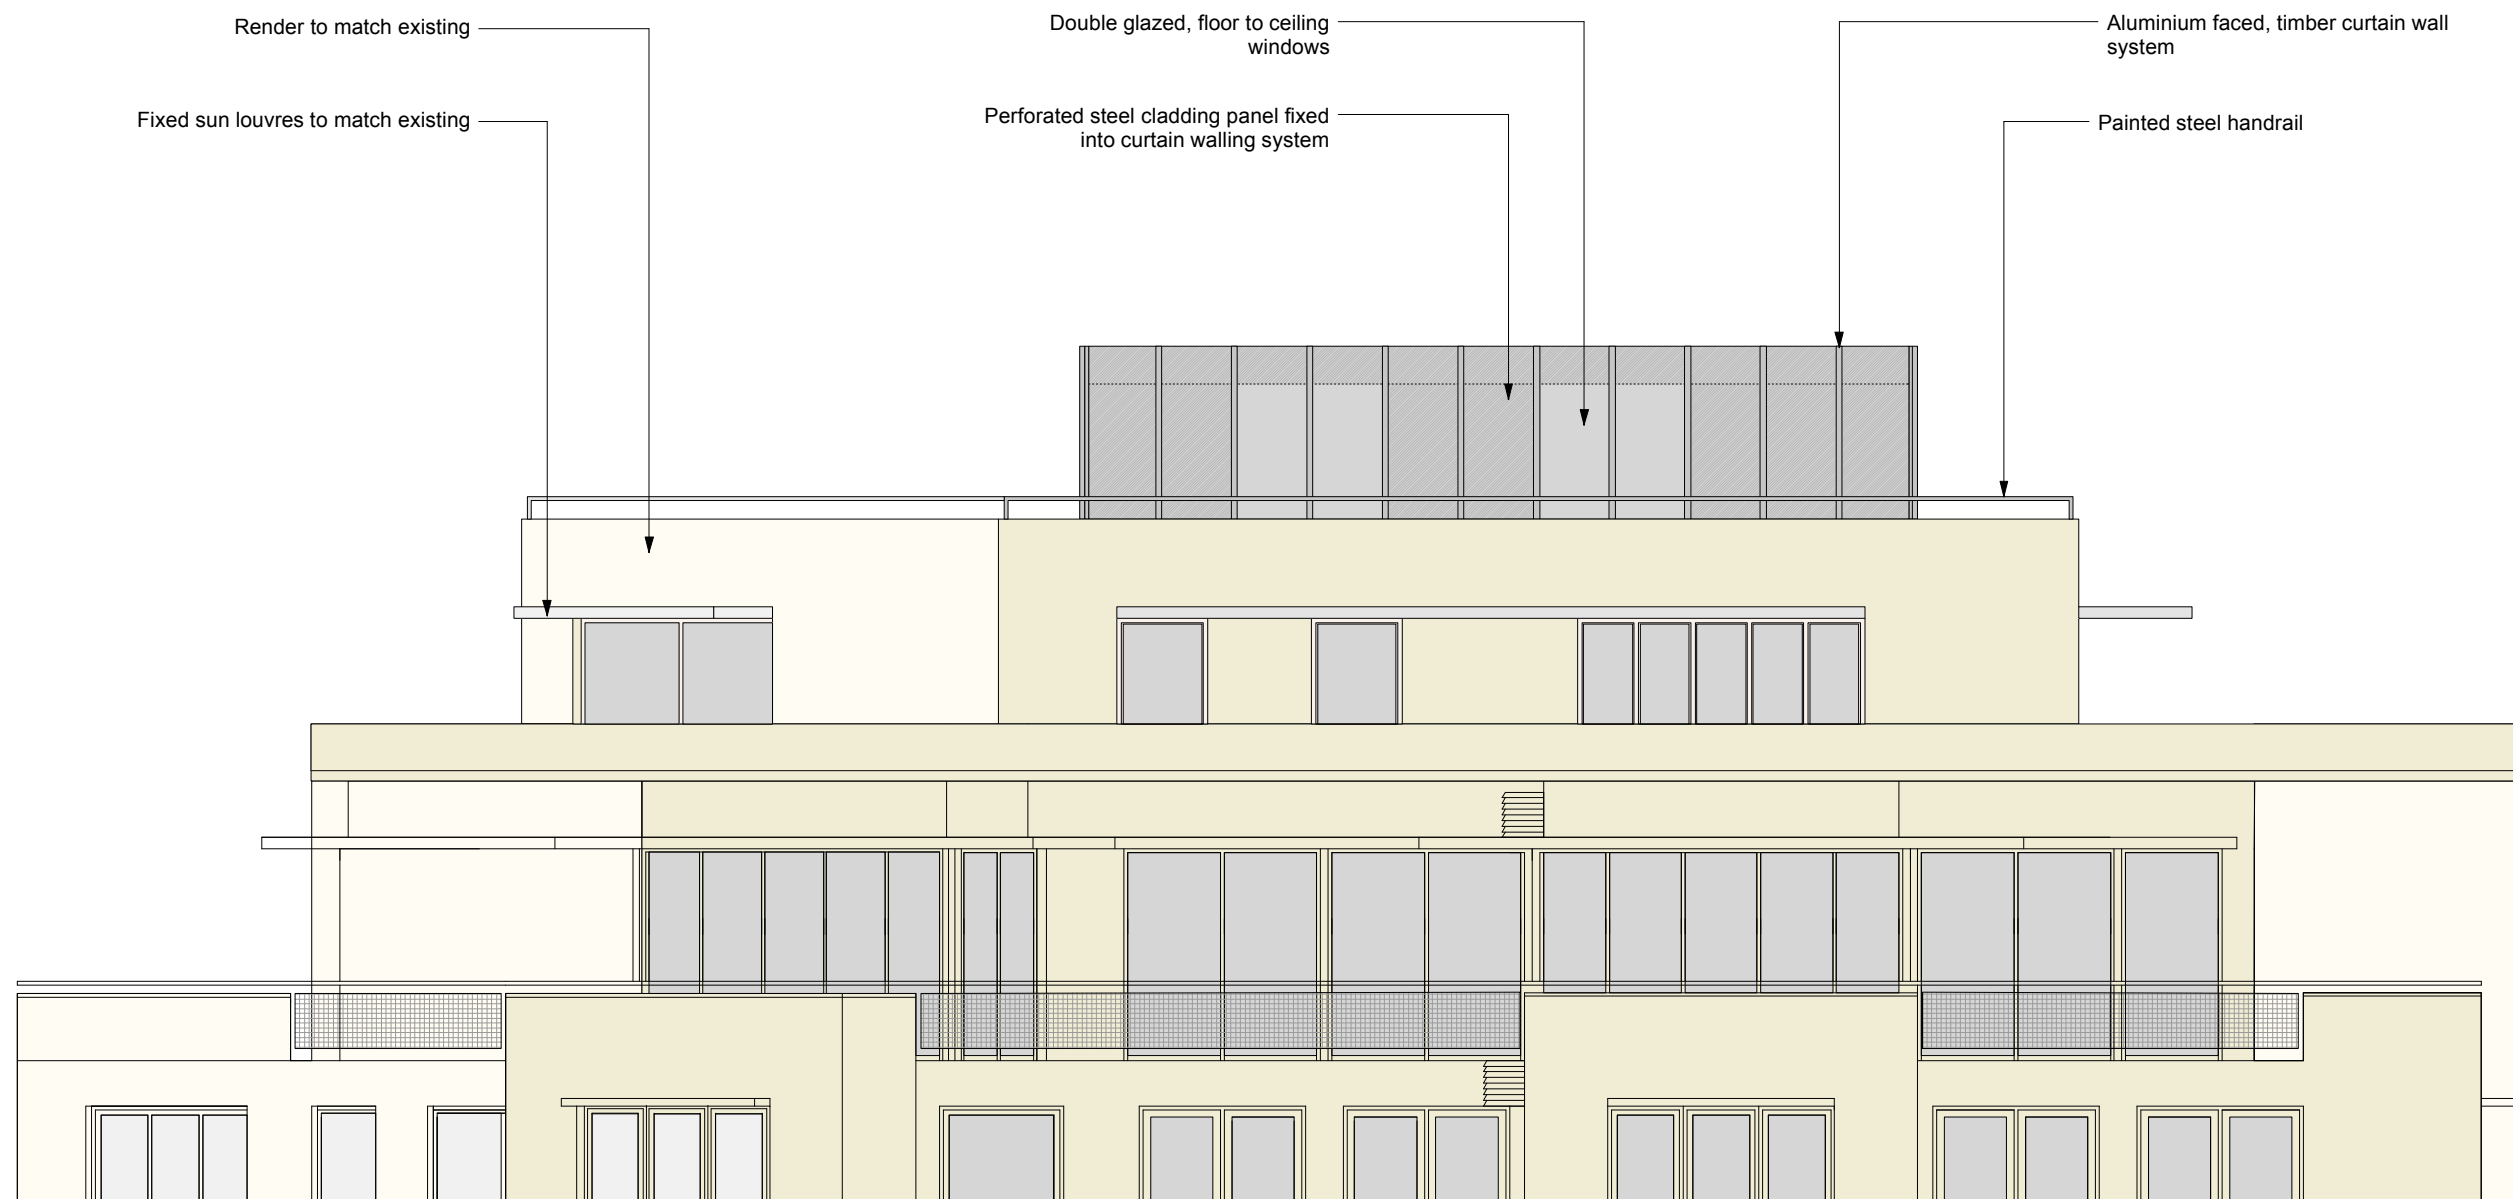 Render to match existing
Fixed sun louvres to match existing
Double glazed, floor to ceiling
windows
Perforated steel cladding panel fixed
into curtain walling system
Aluminium faced, timber curtain wall
system
Painted steel handrail